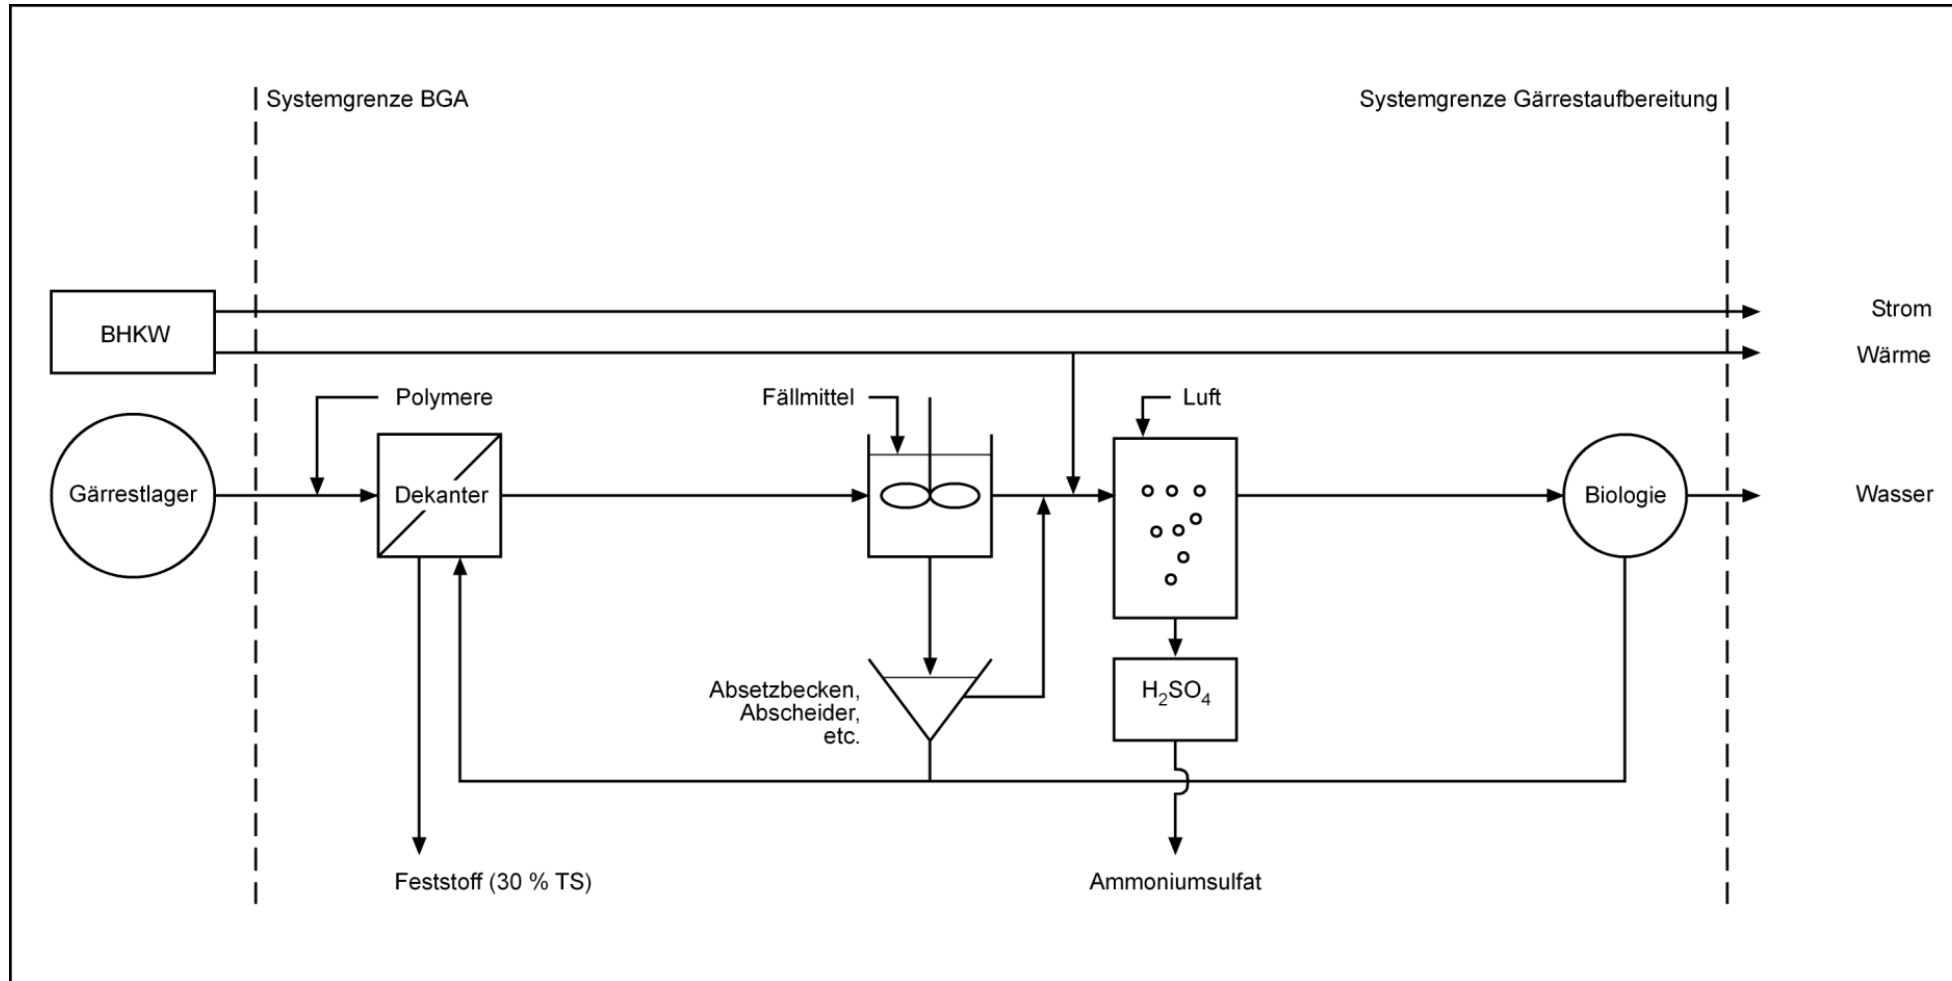 Systemgrenze BGA
Systemgrenze Gärrestaufbereitung
BHKW
Strom
Wärme
Polymere
Fällmittel
Luft
Gärrestlager
Dekanter
Biologie
Wasser
Absetzbecken,
Abscheider,
etc.
H₂SO₄
Feststoff (30 % TS)
Ammoniumsulfat